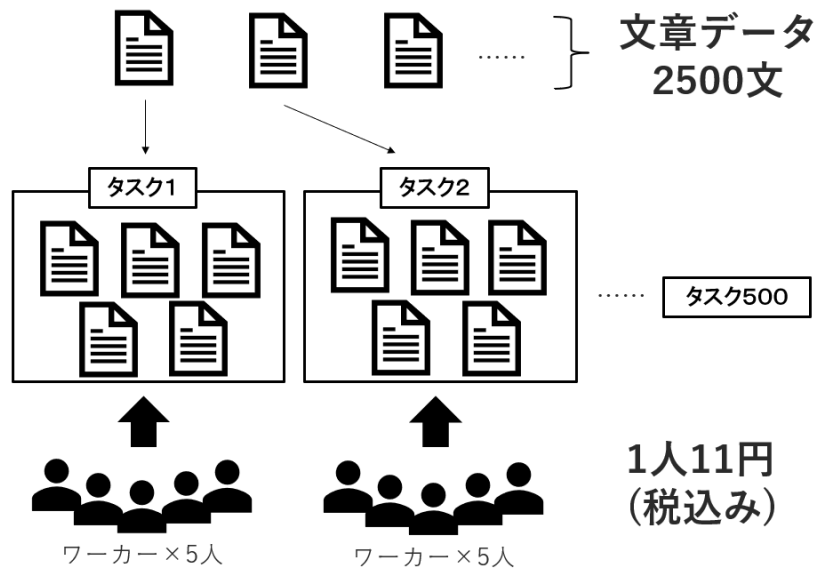 ……
文章データ
2500文
タスク1
タスク2
……
タスク500
1人11円
(税込み)
ワーカー×5人
ワーカー×5人